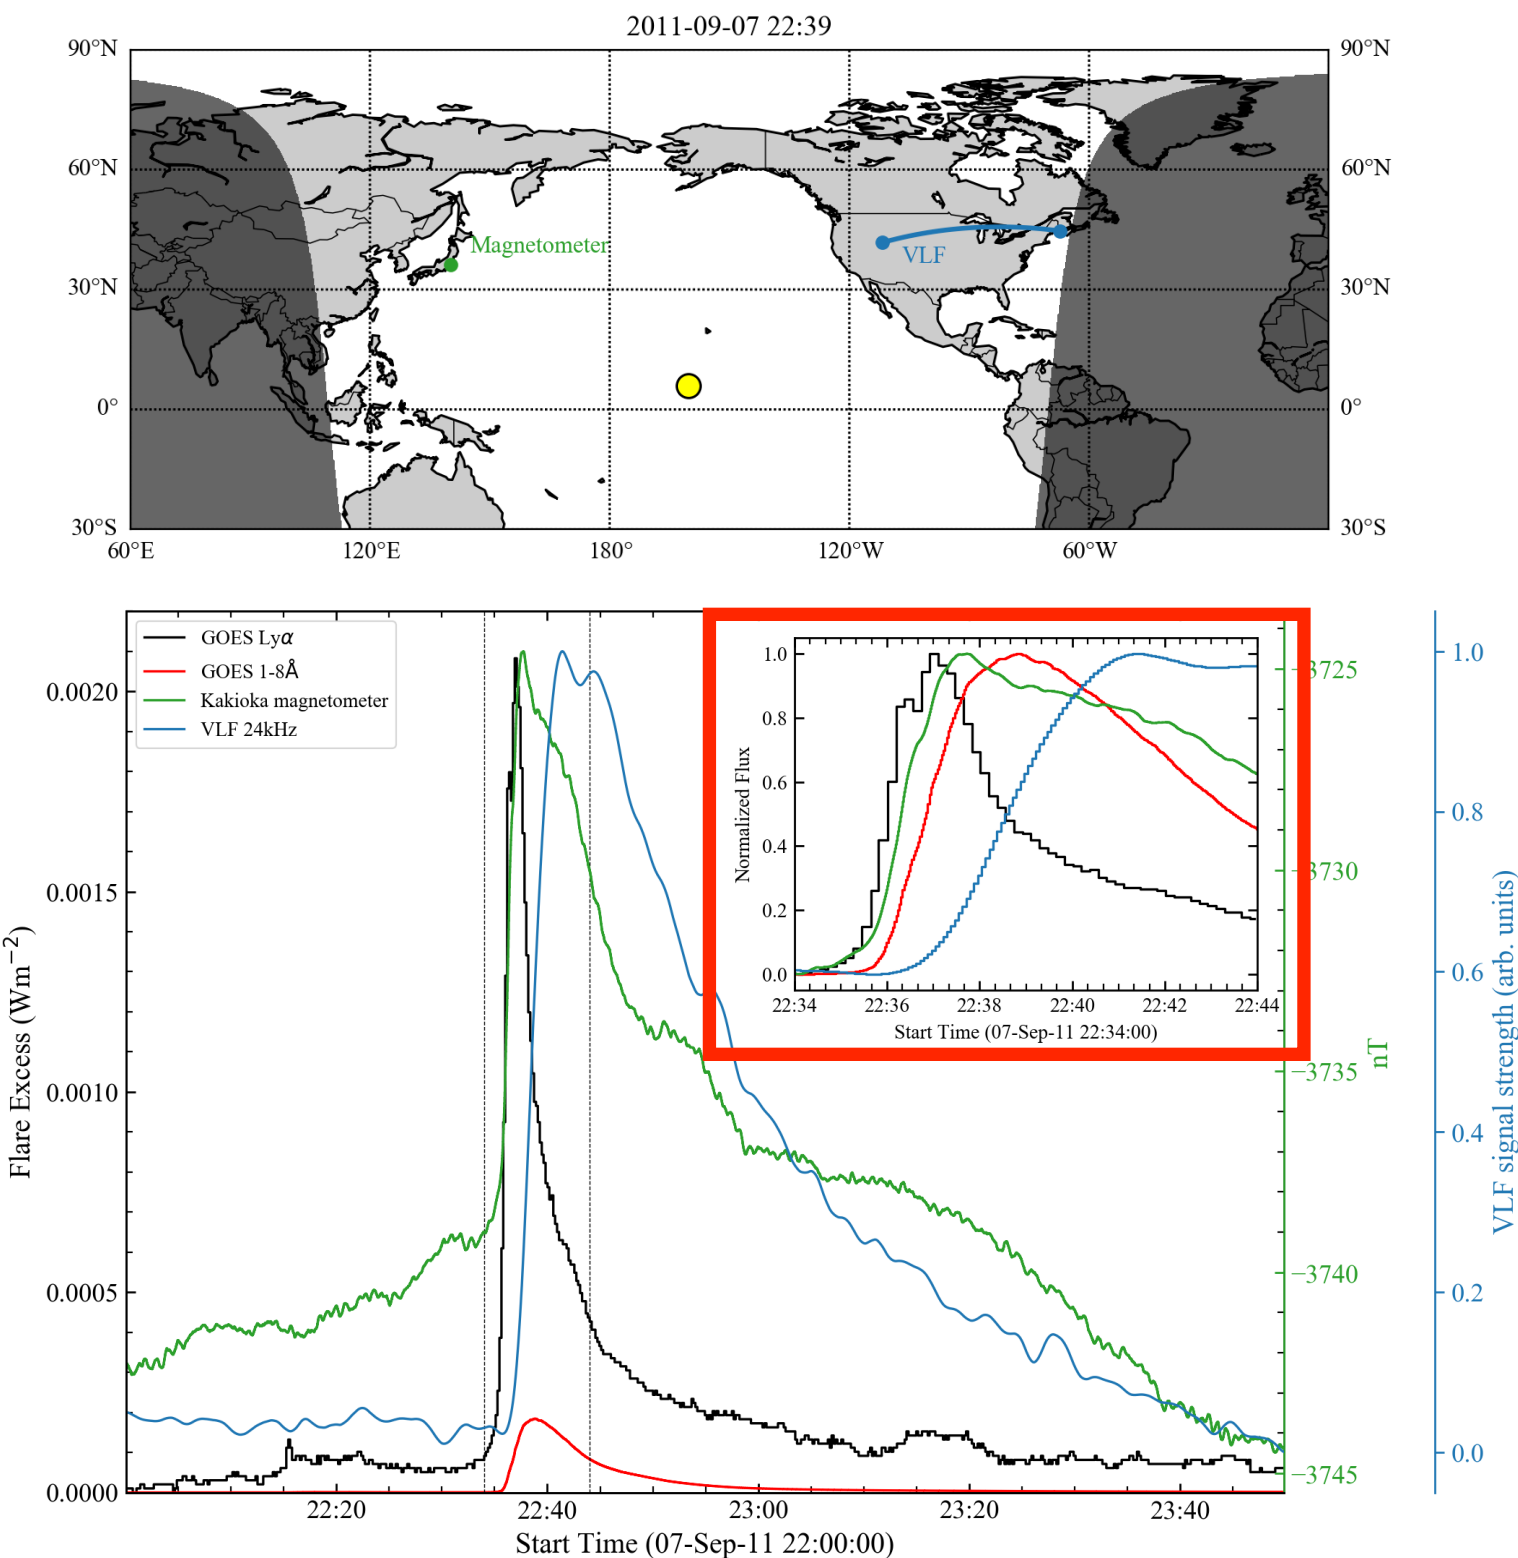 2011-09-07 22:39
90°N
90°N
60°N
60°N
30°N
30°N
0°
0°
30°S
30°S
60°E
120°E
180°
120°W
60°W
Magnetometer
VLF
GOES Lyα
GOES 1-8Å
Kakioka magnetometer
VLF 24kHz
Flare Excess (Wm−2)
0.0020
0.0015
0.0010
0.0005
0.0000
22:20
22:40
23:00
23:20
23:40
Start Time (07-Sep-11 22:00:00)
Normalized Flux
1.0
0.8
0.6
0.4
0.2
0.0
22:34
22:36
22:38
22:40
22:42
22:44
Start Time (07-Sep-11 22:34:00)
3725
3730
−3735
−3740
−3745
nT
1.0
0.8
0.6
0.4
0.2
0.0
VLF signal strength (arb. units)